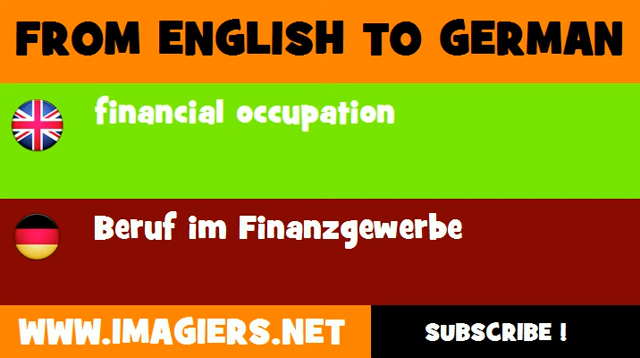 FROM ENGLISH TO GERMAN
financial occupation
Beruf im Finanzgewerbe
WWW.IMAGIERS.NET
SUBSCRIBE !